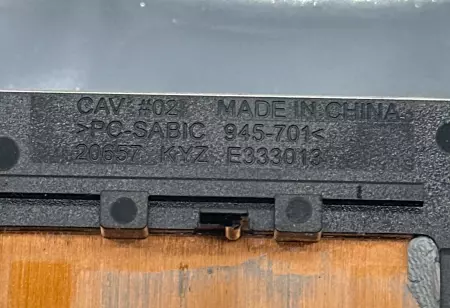 CAV #02 MADE IN CHINA
>PC-SABIC 945-701<
20657 KYZ E333013